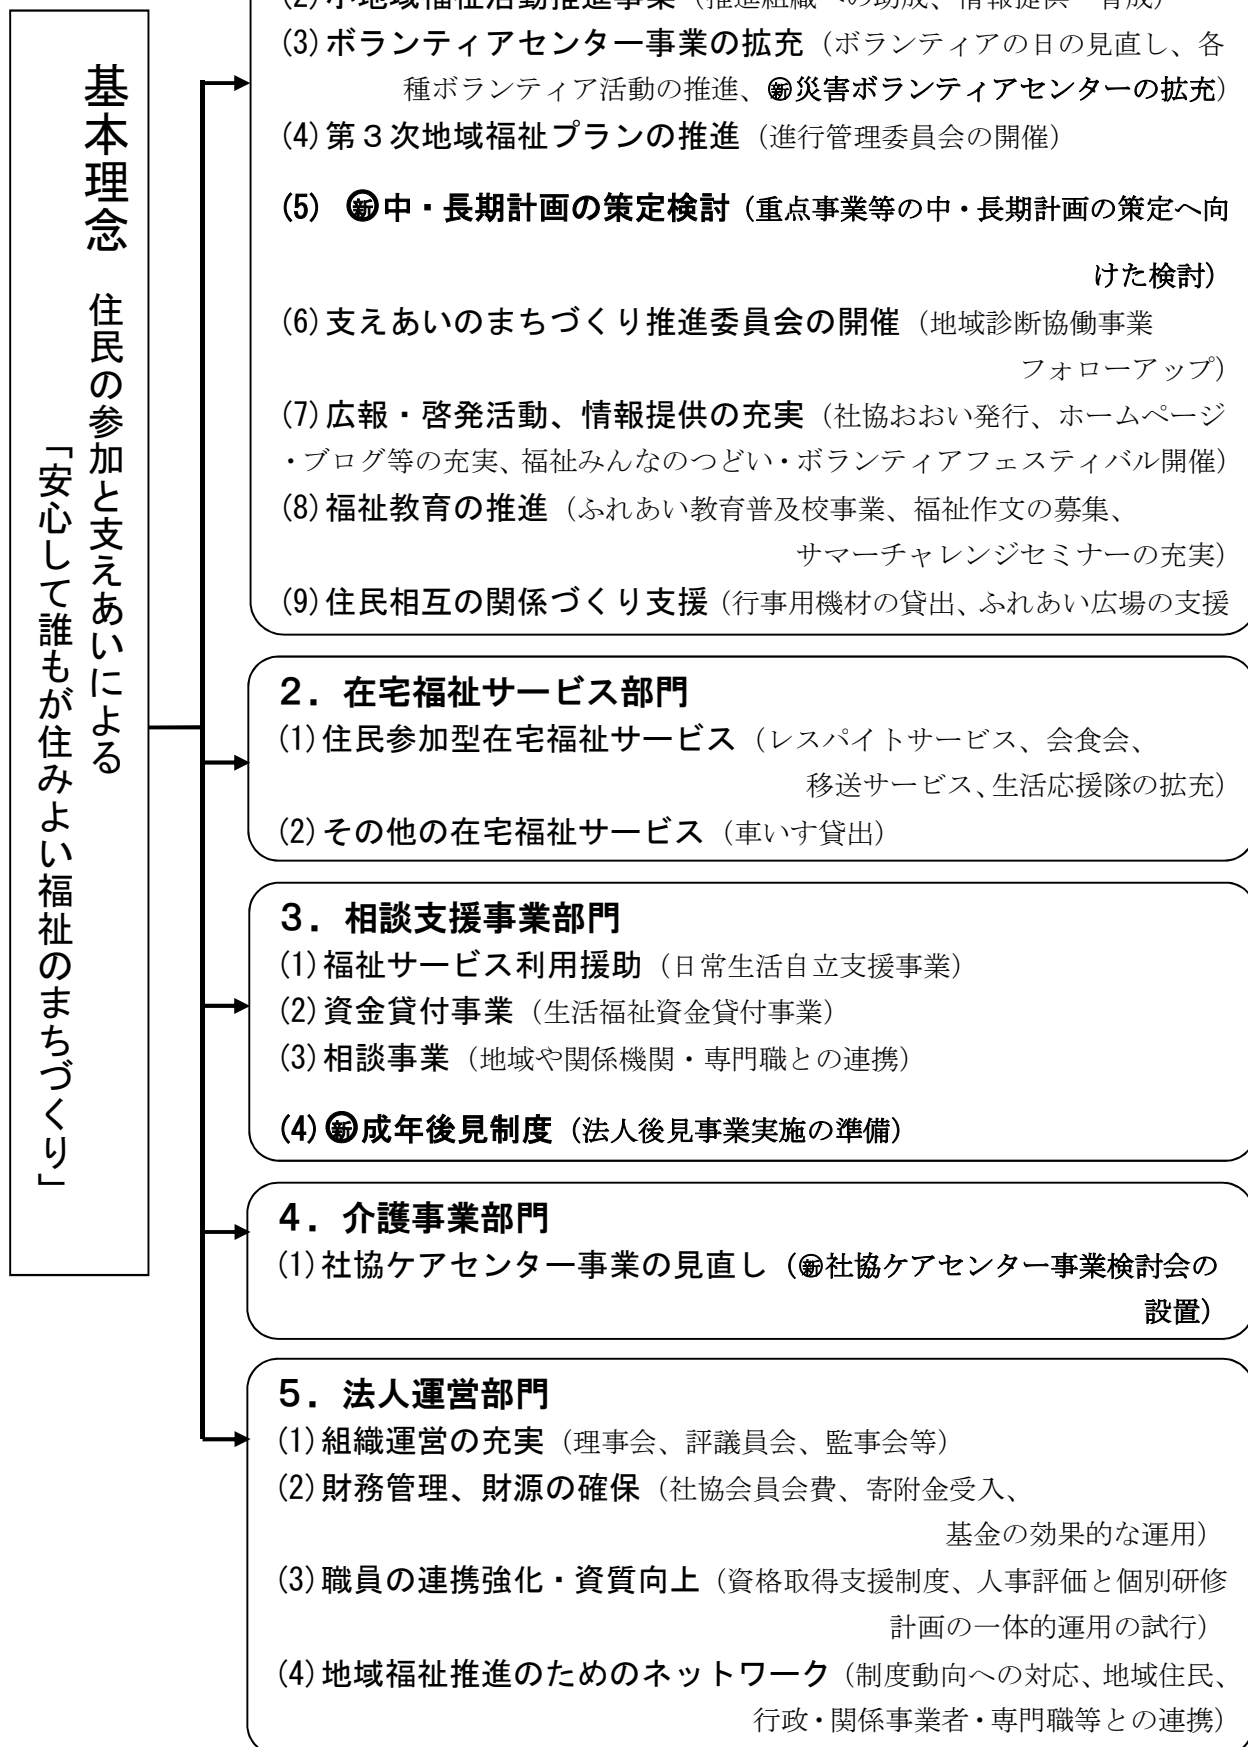 基本理念
住民の参加と支えあいによる
「安心して誰もが住みよい福祉のまちづくり」
(2)小地域福祉活動推進事業（推進組織への助成、情報提供・育成）
(3)ボランティアセンター事業の拡充（ボランティアの日の見直し、各
種ボランティア活動の推進、㊟災害ボランティアセンターの拡充）
(4)第３次地域福祉プランの推進（進行管理委員会の開催）
(5) 新中・長期計画の策定検討（重点事業等の中・長期計画の策定へ向
けた検討）
(6)支えあいのまちづくり推進委員会の開催（地域診断協働事業
フォローアップ）
(7)広報・啓発活動、情報提供の充実（社協おおい発行、ホームページ
・ブログ等の充実、福祉みんなのつどい・ボランティアフェスティバル開催）
(8)福祉教育の推進（ふれあい教育普及校事業、福祉作文の募集、
サマーチャレンジセミナーの充実）
(9)住民相互の関係づくり支援（行事用機材の貸出、ふれあい広場の支援
２．在宅福祉サービス部門
(1)住民参加型在宅福祉サービス（レスパイトサービス、会食会、
移送サービス、生活応援隊の拡充）
(2)その他の在宅福祉サービス（車いす貸出）
３．相談支援事業部門
(1)福祉サービス利用援助（日常生活自立支援事業）
(2)資金貸付事業（生活福祉資金貸付事業）
(3)相談事業（地域や関係機関・専門職との連携）
(4)新成年後見制度（法人後見事業実施の準備）
４．介護事業部門
(1)社協ケアセンター事業の見直し（新社協ケアセンター事業検討会の
設置）
５．法人運営部門
(1)組織運営の充実（理事会、評議員会、監事会等）
(2)財務管理、財源の確保（社協会員会費、寄附金受入、
基金の効果的な運用）
(3)職員の連携強化・資質向上（資格取得支援制度、人事評価と個別研修
計画の一体的運用の試行）
(4)地域福祉推進のためのネットワーク（制度動向への対応、地域住民、
行政・関係事業者・専門職等との連携）